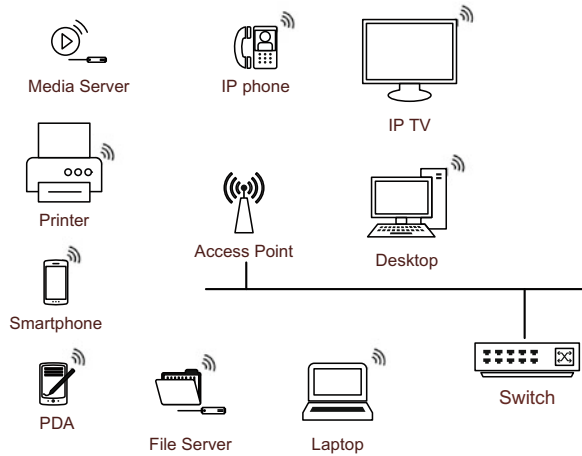 Media Server
IP phone
IP TV
Printer
Access Point
Desktop
Smartphone
Switch
PDA
File Server
Laptop